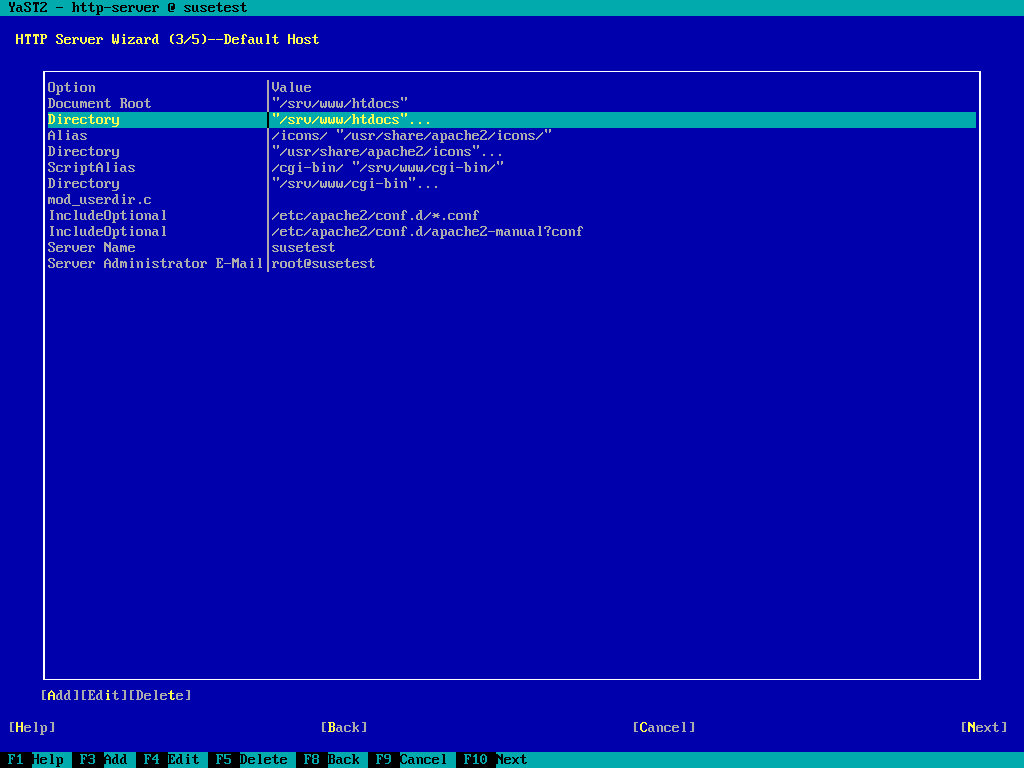 YaST2 - http-server @ susetest
HTTP Server Wizard (3/5)--Default Host
Option |Value
Document Root |"/srv/www/htdocs"
Directory |"/srv/www/htdocs"...
Alias |/icons/ "/usr/share/apache2/icons/"
Directory |"/usr/share/apache2/icons"...
ScriptAlias |/cgi-bin/ "/srv/www/cgi-bin/"
Directory |"/srv/www/cgi-bin"...
mod_userdir.c |
IncludeOptional |/etc/apache2/conf.d/*.conf
IncludeOptional |/etc/apache2/conf.d/apache2-manual?conf
Server Name |susetest
Server Administrator E-Mail|root@susetest
[Add][Edit][Delete]
[Help] [Back] [Cancel] [Next]
F1 Help F3 Add F4 Edit F5 Delete F8 Back F9 Cancel F10 Next